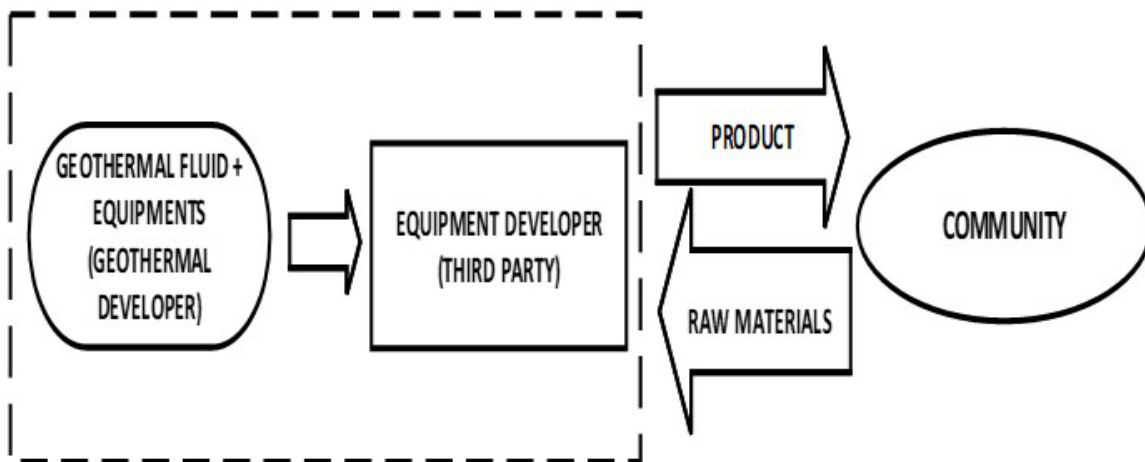 GEOTHERMAL FLUID +
EQUIPMENTS
(GEOTHERMAL
DEVELOPER)
EQUIPMENT DEVELOPER
(THIRD PARTY)
PRODUCT
RAW MATERIALS
COMMUNITY